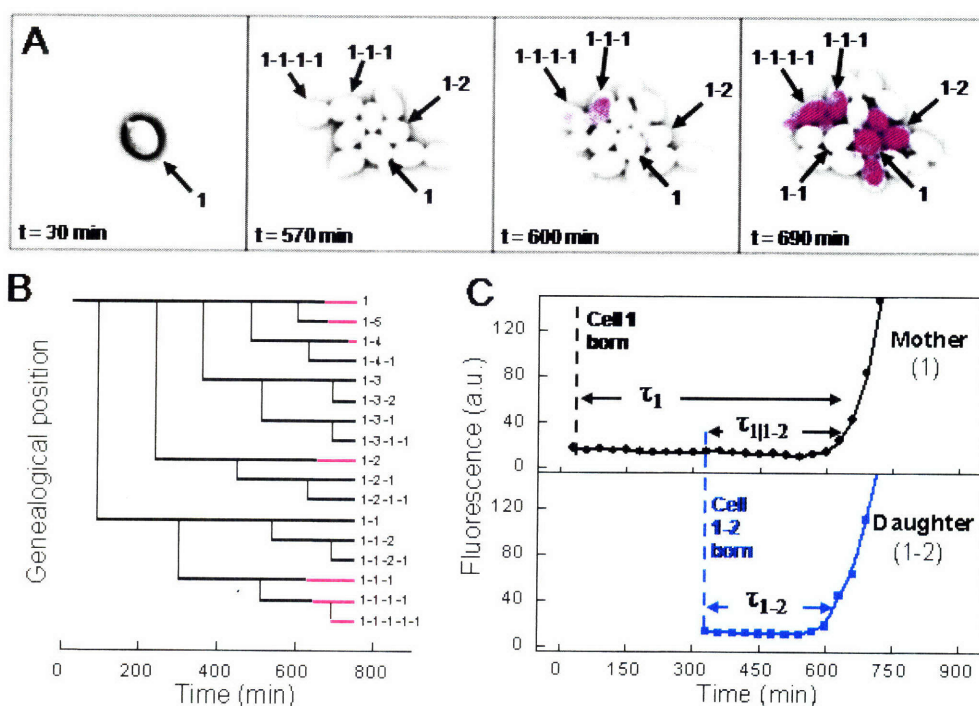 A
1
t = 30 min
1-1-1-1
1-1-1
1-2
1
t = 570 min
1-1-1-1
1-1-1
1-2
1
t = 600 min
1-1-1-1
1-1-1
1-2
1-1
1
t = 690 min
B
Genealogical position
1
1-5
1-4
1-4-1
1-3
1-3-2
1-3-1
1-3-1-1
1-2
1-2-1
1-2-1-1
1-1
1-1-2
1-1-2-1
1-1-1
1-1-1-1
1-1-1-1-1
0 200 400 600 800
Time (min)
C
Fluorescence (a.u.)
120
80
40
0
Cell 1
born
Mother
(1)
τ1
τ1|1-2
120
80
40
0
Cell
1-2
born
Daughter
(1-2)
τ1-2
0 150 300 450 600 750 900
Time (min)